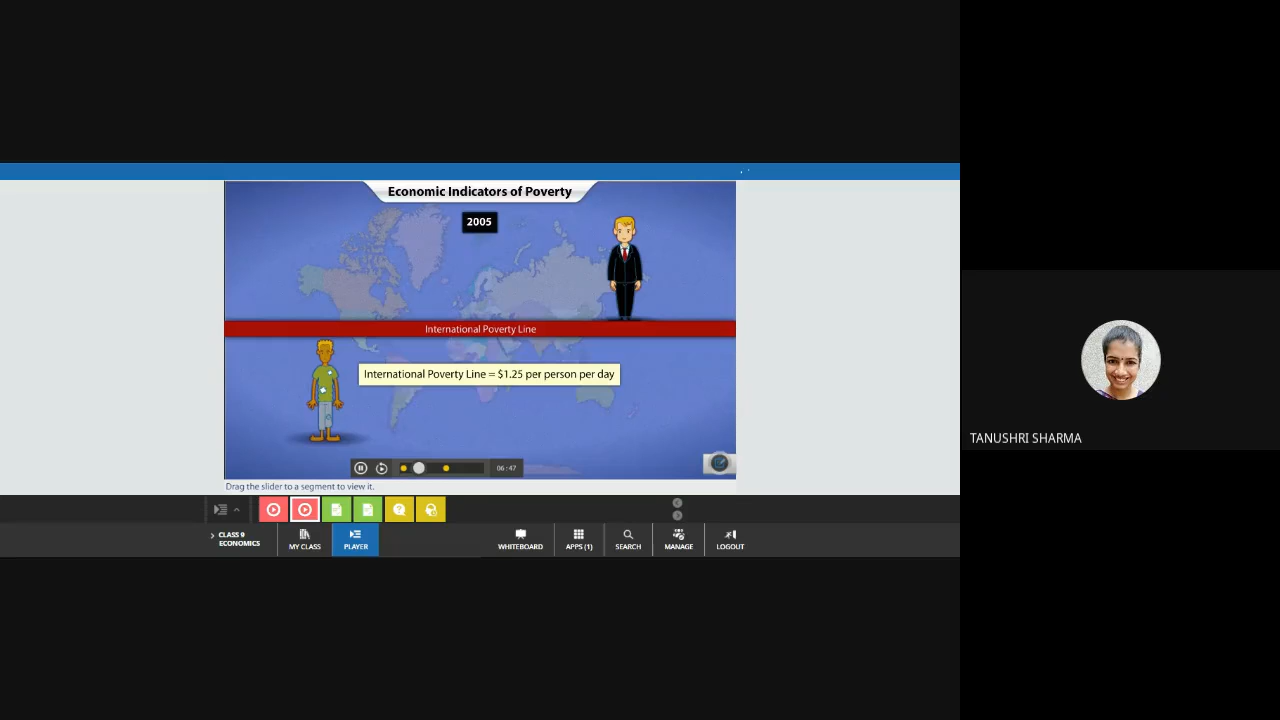 Economic Indicators of Poverty
2005
International Poverty Line
International Poverty Line = $1.25 per person per day
06:47
Drag the slider to a segment to view it.
TANUSHRI SHARMA
CLASS 9
ECONOMICS
MY CLASS
PLAYER
WHITEBOARD
APPS (1)
SEARCH
MANAGE
LOGOUT